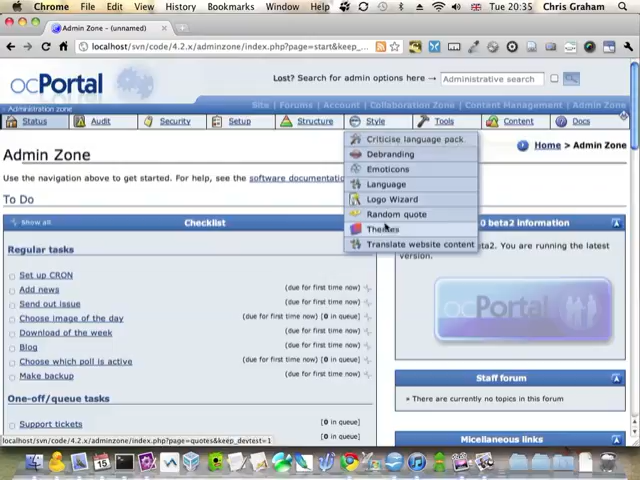 Chrome File Edit View History Bookmarks Window Help Tue 20:35 Chris Graham
Admin Zone - (unnamed)
localhost/svn/code/4.2.x/adminzone/index.php?page=start&keep_
ocPortal
Administration zone
Lost? Search for admin options here → Administrative search
Site | Forums | Account | Collaboration Zone | Content Management | Admin Zone
Status Audit Security Setup Structure Style Tools Content Docs
Admin Zone
Home > Admin Zone
Use the navigation above to get started. For help, see the software documentatio
Criticise language pack
Debranding
Emoticons
Language
Logo Wizard
Random quote
Themes
Translate website content
To Do
Show all. Checklist
Regular tasks
Set up CRON
Add news (due for first time now)
Send out issue (due for first time now)
Choose image of the day (due for first time now) [0 in queue]
Download of the week (due for first time now)
Blog (due for first time now)
Choose which poll is active (due for first time now) [0 in queue]
Make backup (due for first time now)
One-off/queue tasks
Support tickets [0 in queue]
[0 in queue]
0 beta2 information
beta2. You are running the latest
version.
ocPortal
Staff forum
» There are currently no topics in this forum
Micellaneous links
localhost/svn/code/4.2.x/adminzone/index.php?page=quotes&keep_devtest=1
15